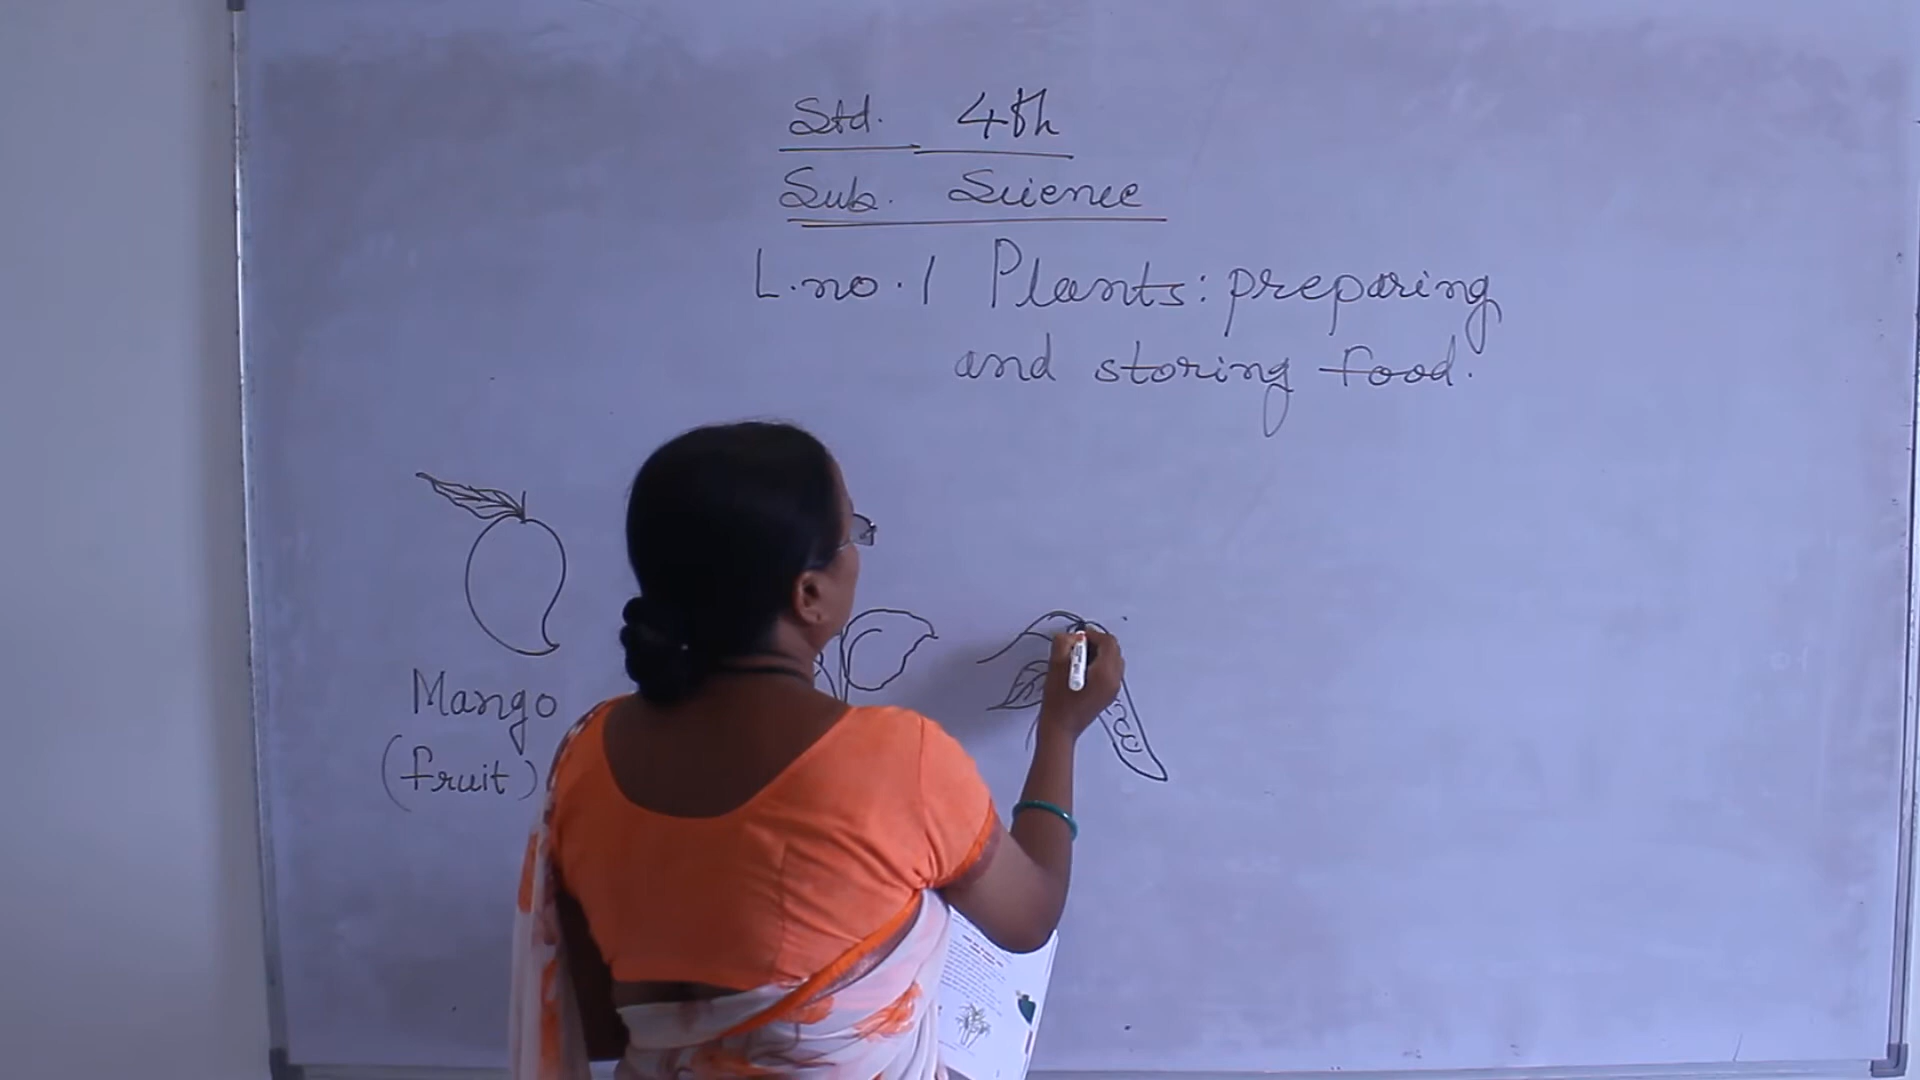 Std. 4th
Sub. Science
L.no.1 Plants: preparing
and storing food.
Mango
(fruit)